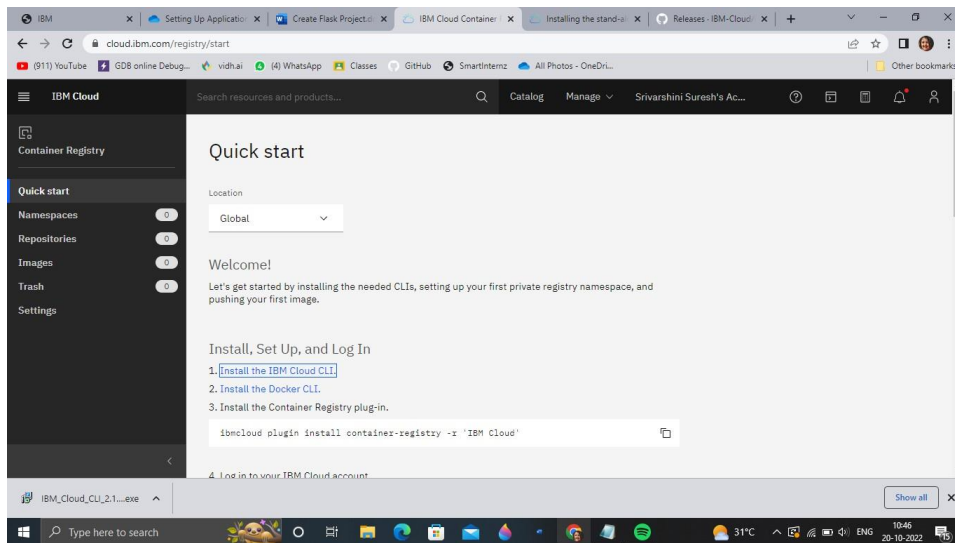 IBM
Setting Up Application
Create Flask Project.d
IBM Cloud Container
Installing the stand-a
Releases · IBM-Cloud
cloud.ibm.com/registry/start
(911) YouTube
GDB online Debug...
vidh.ai
(4) WhatsApp
Classes
GitHub
SmartInternz
All Photos - OneDri...
Other bookmarks
IBM Cloud
Search resources and products...
Catalog
Manage
Srivarshini Suresh's Ac...
Container Registry
Quick start
Namespaces 0
Repositories 0
Images 0
Trash 0
Settings
Quick start
Location
Global
Welcome!
Let's get started by installing the needed CLIs, setting up your first private registry namespace, and
pushing your first image.
Install, Set Up, and Log In
1. Install the IBM Cloud CLI.
2. Install the Docker CLI.
3. Install the Container Registry plug-in.
ibmcloud plugin install container-registry -r 'IBM Cloud'
4. Log in to your IBM Cloud account.
IBM_Cloud_CLI_2.1....exe
Show all
Type here to search
31°C
ENG
10:46
20-10-2022
15